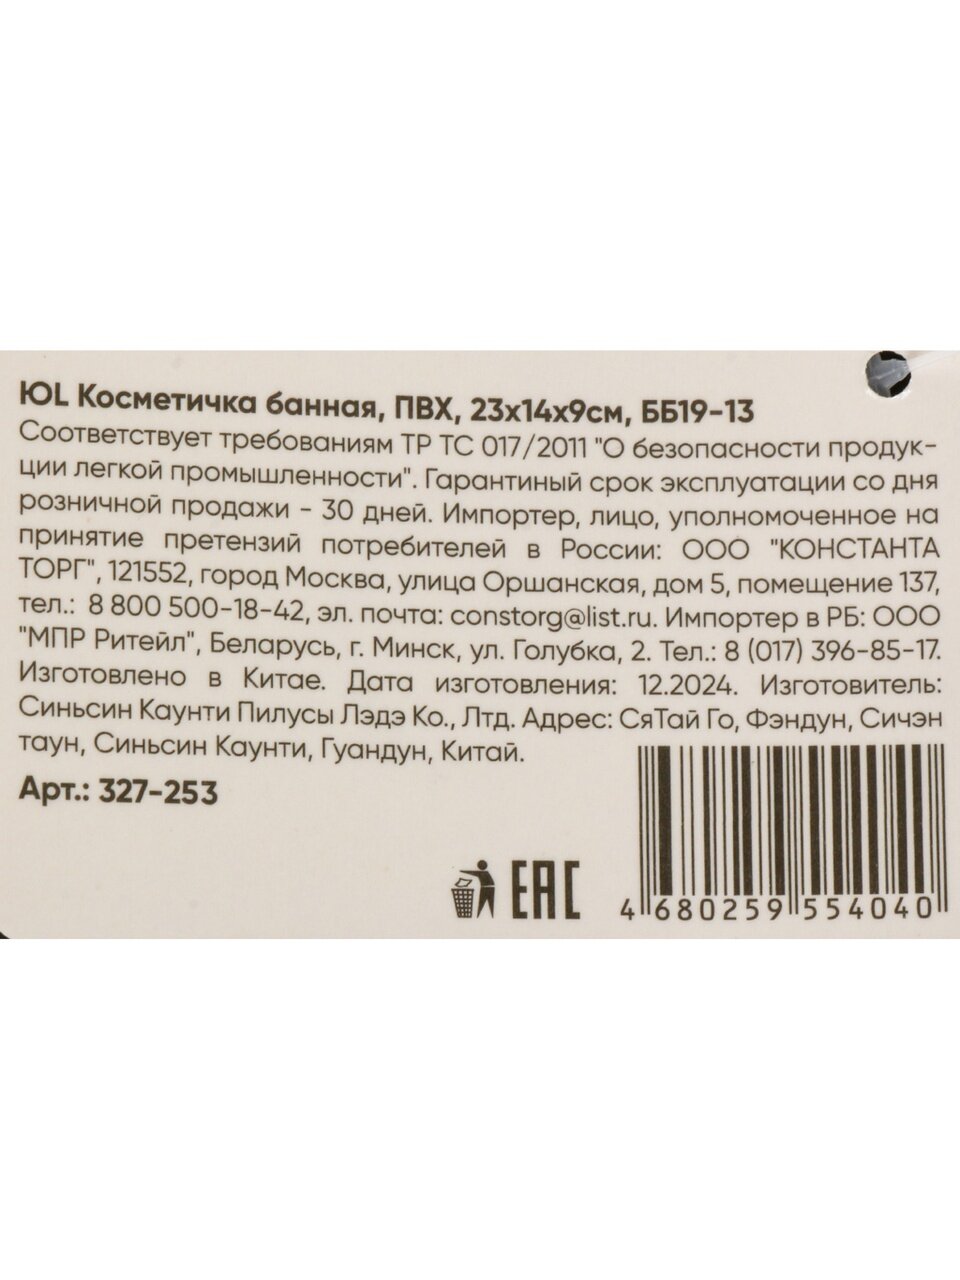 ЮL Косметичка банная, ПВХ, 23х14х9см, ББ19-13
Соответствует требованиям ТР ТС 017/2011 "О безопасности продук-
ции легкой промышленности". Гарантиный срок эксплуатации со дня
розничной продажи - 30 дней. Импортер, лицо, уполномоченное на
принятие претензий потребителей в России: ООО "КОНСТАНТА
ТОРГ", 121552, город Москва, улица Оршанская, дом 5, помещение 137,
тел.: 8 800 500-18-42, эл. почта: constorg@list.ru. Импортер в РБ: ООО
"МПР Ритейл", Беларусь, г. Минск, ул. Голубка, 2. Тел.: 8 (017) 396-85-17.
Изготовлено в Китае. Дата изготовления: 12.2024. Изготовитель:
Синьсин Каунти Пилусы Лэдэ Ко., Лтд. Адрес: СяТай Го, Фэндун, Сичэн
таун, Синьсин Каунти, Гуандун, Китай.
Арт.: 327-253
EAC
4 680259 554040